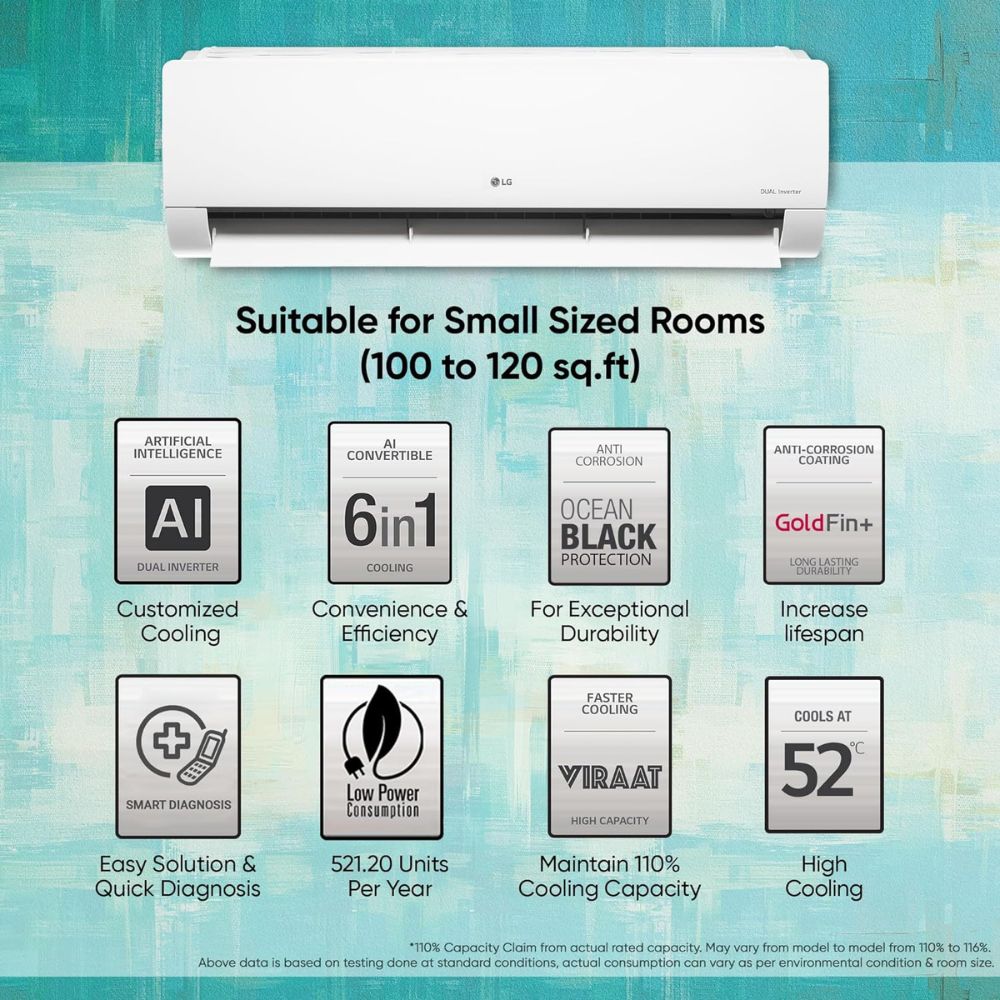 LG
DUAL Inverter
Suitable for Small Sized Rooms
(100 to 120 sq.ft)
ARTIFICIAL
INTELLIGENCE
AI
DUAL INVERTER
Customized
Cooling
AI
CONVERTIBLE
6in1
COOLING
Convenience &
Efficiency
ANTI
CORROSION
OCEAN
BLACK
PROTECTION
For Exceptional
Durability
ANTI-CORROSION
COATING
GoldFin+
LONG LASTING
DURABILITY
Increase
lifespan
SMART DIAGNOSIS
Easy Solution &
Quick Diagnosis
Low Power
Consumption
521.20 Units
Per Year
FASTER
COOLING
VIRAAT
HIGH CAPACITY
Maintain 110%
Cooling Capacity
COOLS AT
52°C
High
Cooling
*110% Capacity Claim from actual rated capacity. May vary from model to model from 110% to 116%.
Above data is based on testing done at standard conditions, actual consumption can vary as per environmental condition & room size.